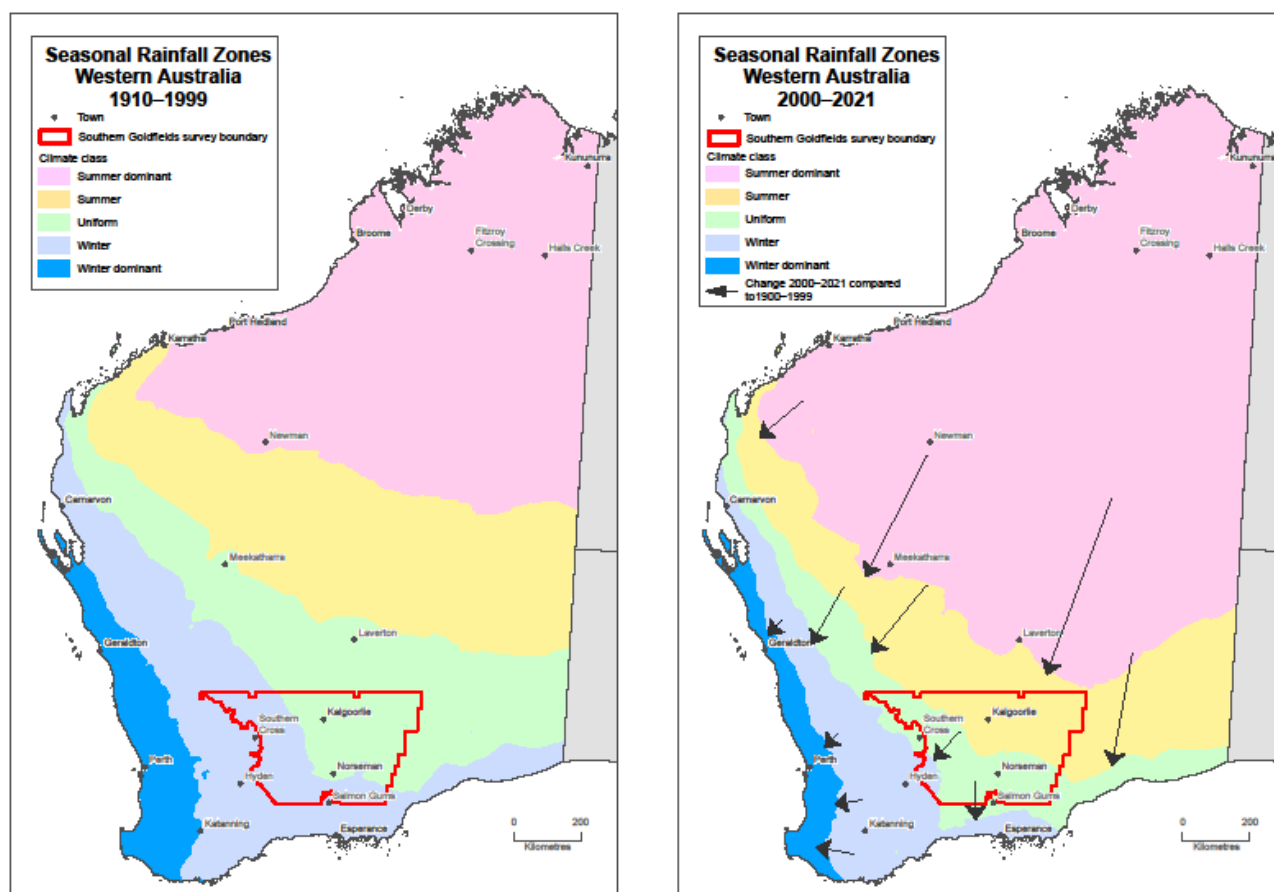 Seasonal Rainfall Zones
Western Australia
1910–1999
Town
Southern Goldfields survey boundary
Climate class
Summer dominant
Summer
Uniform
Winter
Winter dominant
Kununurra
Derby
Broome
Fitzroy
Crossing
Halls Creek
Port Hedland
Karratha
Newman
Carnarvon
Meekatharra
Laverton
Geraldton
Kalgoorlie
Southern
Cross
Perth
Norseman
Hyden
Salmon Gums
Katanning
Esperance
0 200
Kilometres
Seasonal Rainfall Zones
Western Australia
2000–2021
Town
Southern Goldfields survey boundary
Climate class
Summer dominant
Summer
Uniform
Winter
Winter dominant
Change 2000–2021 compared
to1900–1999
Kununurra
Derby
Broome
Fitzroy
Crossing
Halls Creek
Port Hedland
Karratha
Newman
Carnarvon
Meekatharra
Laverton
Geraldton
Kalgoorlie
Southern
Cross
Perth
Norseman
Hyden
Salmon Gums
Katanning
Esperance
0 200
Kilometres